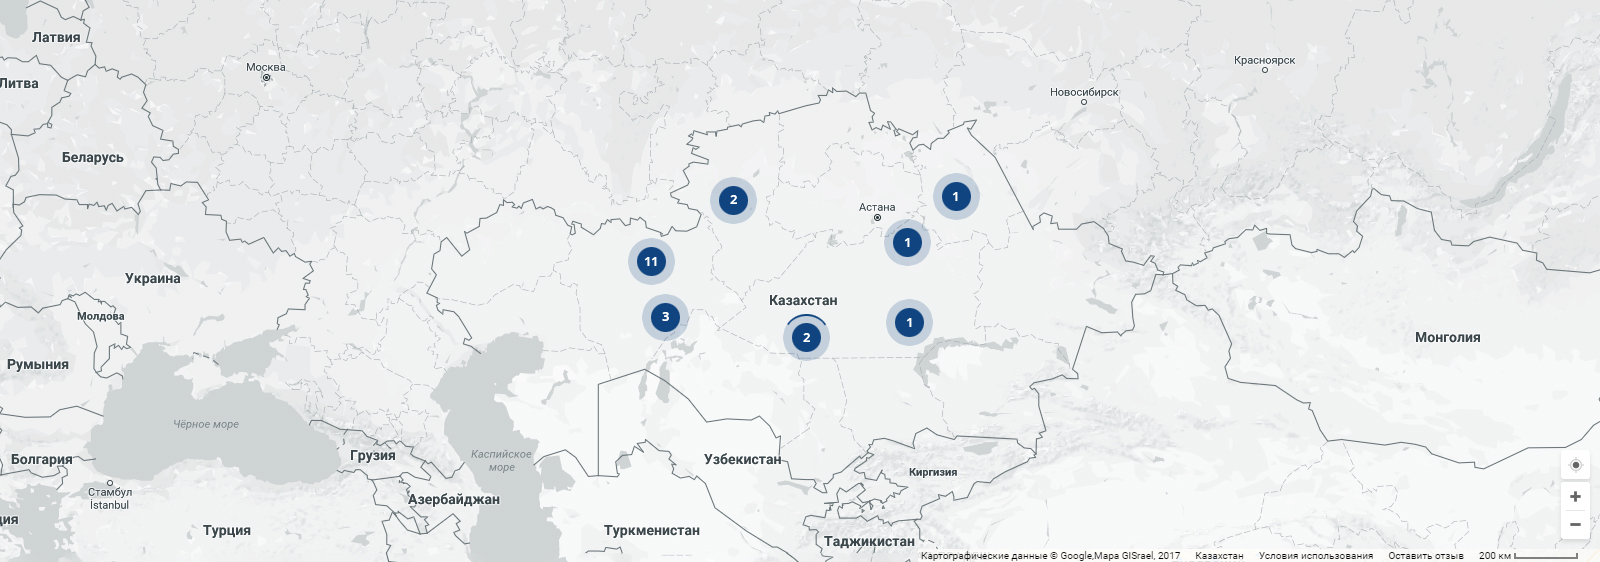 Латвия
Москва
Красноярск
Литва
Новосибирск
Беларусь
2
1
Астана
1
11
Украина
Казахстан
Молдова
3
1
2
Монголия
Румыния
Чёрное море
Каспийское
море
Болгария
Грузия
Узбекистан
Киргизия
Стамбул
İstanbul
Азербайджан
ция
Турция
Туркменистан
Таджикистан
Картографические данные © Google,Mapa GISrael, 2017 Казахстан Условия использования Оставить отзыв 200 км